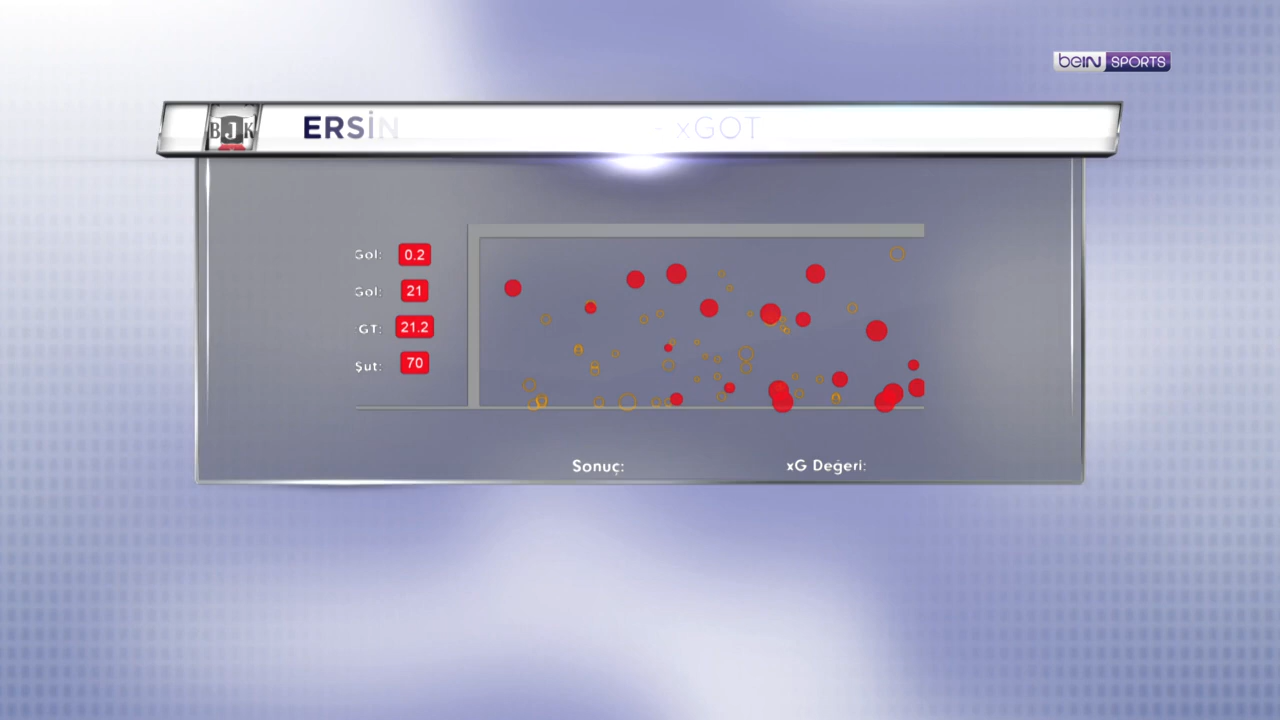 beIN SPORTS
BJK
ERSİN - xGOT
Gol: 0.2
Gol: 21
GT: 21.2
Şut: 70
Sonuç: xG Değeri: